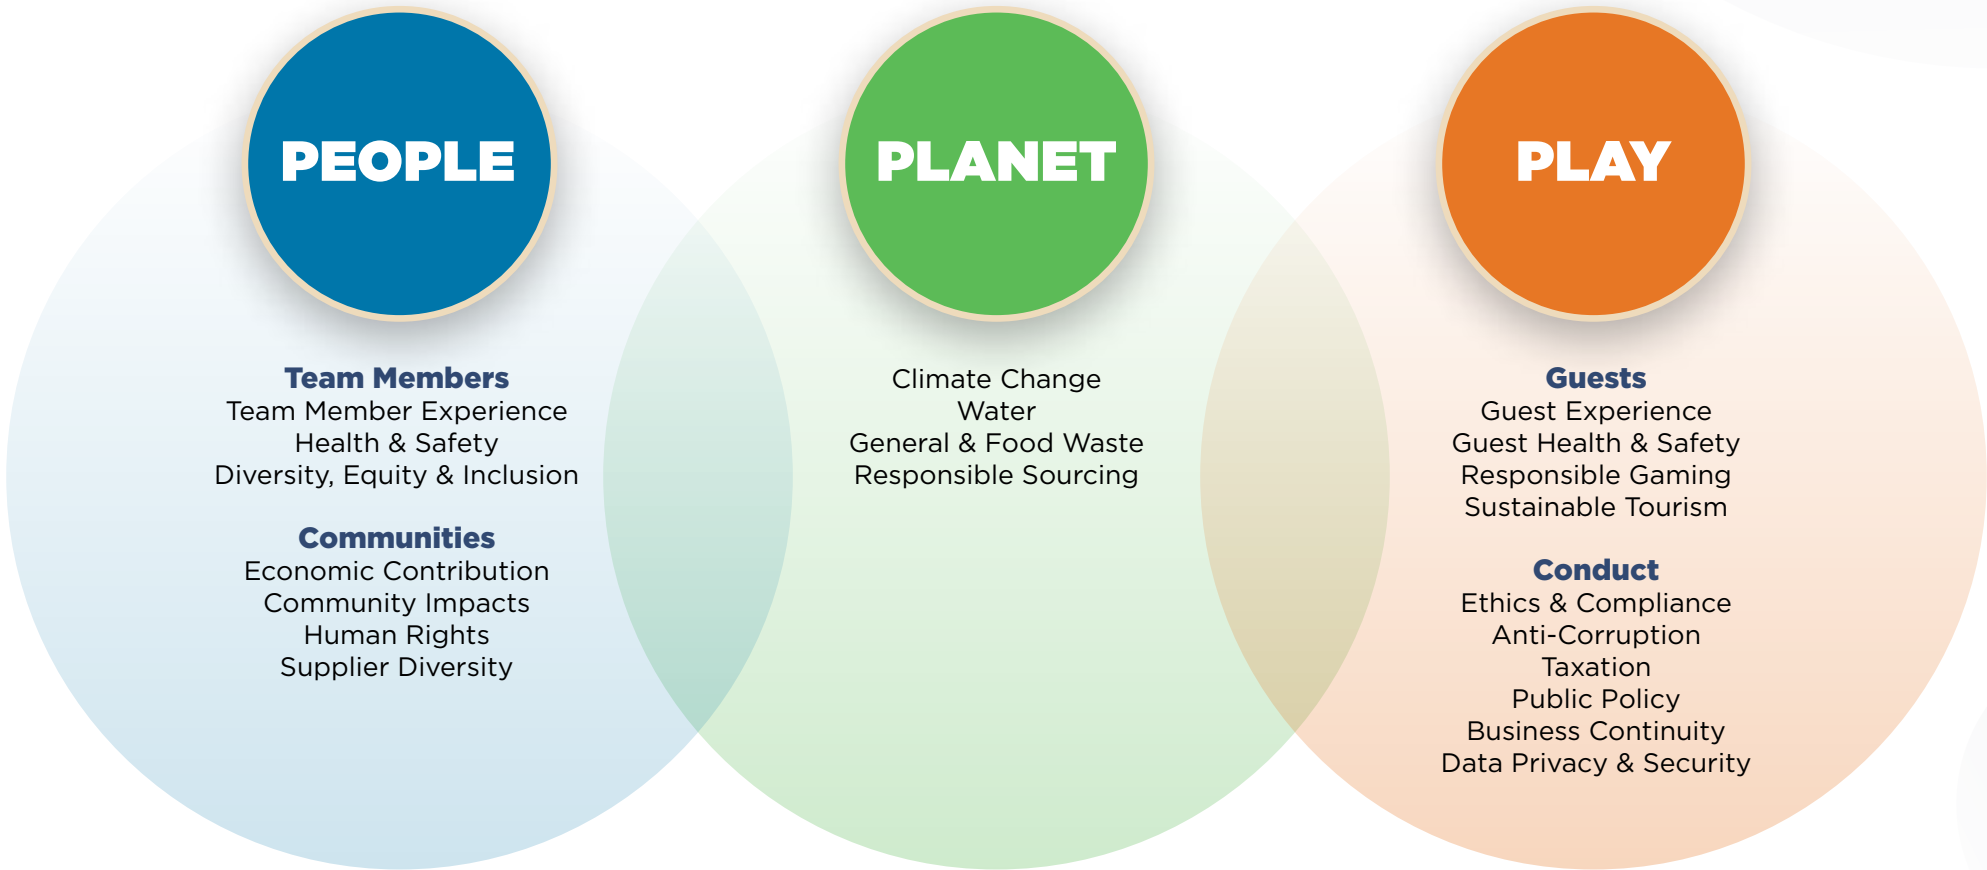 PEOPLE
Team Members
Team Member Experience
Health & Safety
Diversity, Equity & Inclusion
Communities
Economic Contribution
Community Impacts
Human Rights
Supplier Diversity
PLANET
Climate Change
Water
General & Food Waste
Responsible Sourcing
PLAY
Guests
Guest Experience
Guest Health & Safety
Responsible Gaming
Sustainable Tourism
Conduct
Ethics & Compliance
Anti-Corruption
Taxation
Public Policy
Business Continuity
Data Privacy & Security